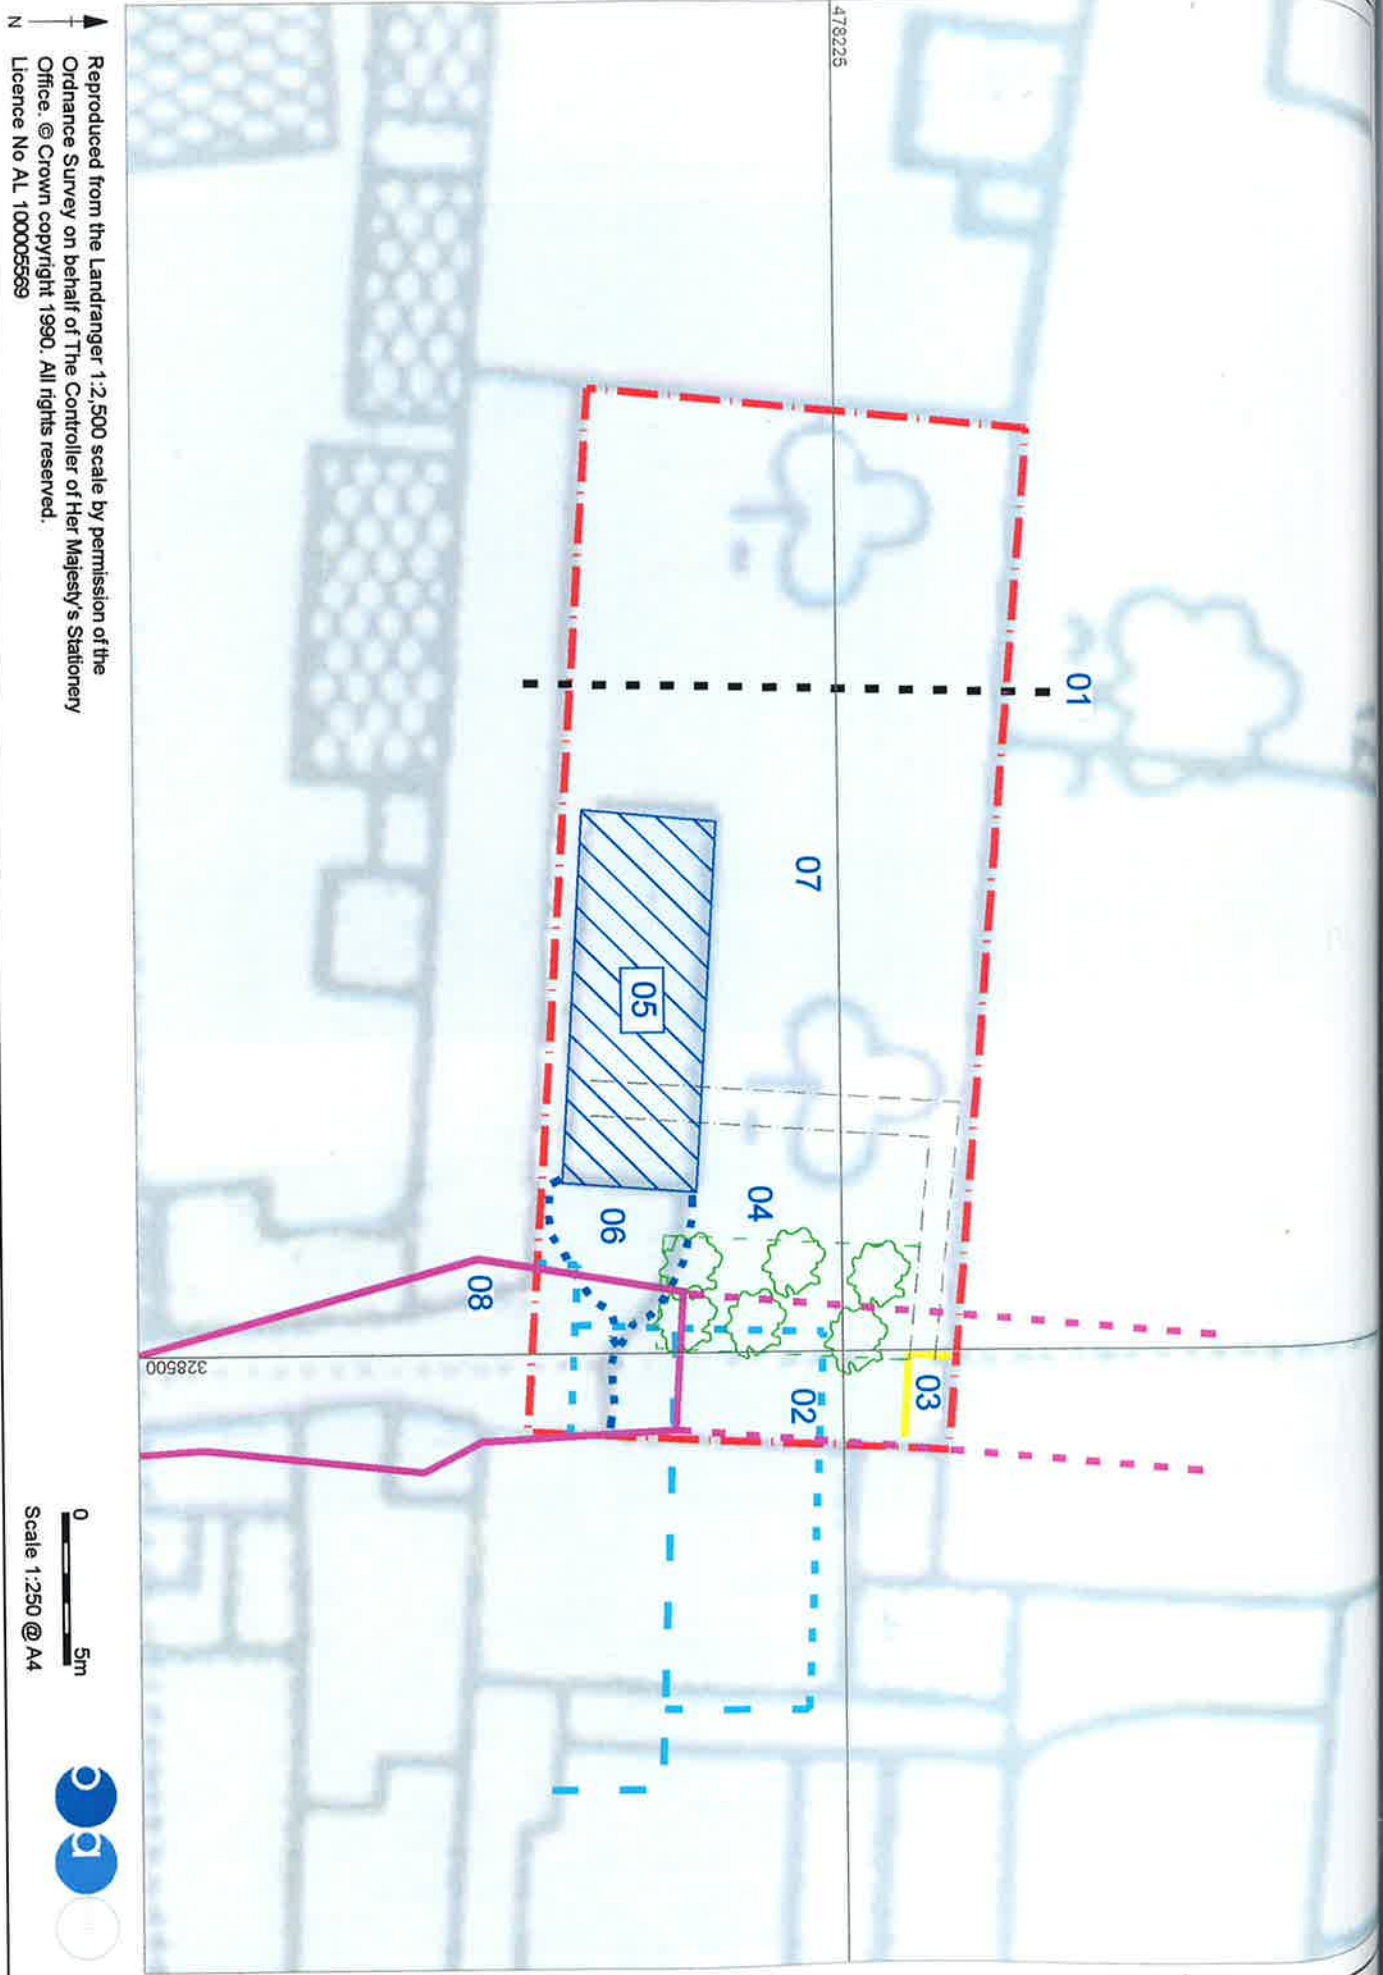 478225
01
07
05
04
06
08
328500
03
02
Reproduced from the Landranger 1:2,500 scale by permission of the
Ordnance Survey on behalf of The Controller of Her Majesty's Stationery
Office. © Crown copyright 1990. All rights reserved.
Licence No AL 100005569
N
0 5m
Scale 1:250 @ A4
oa